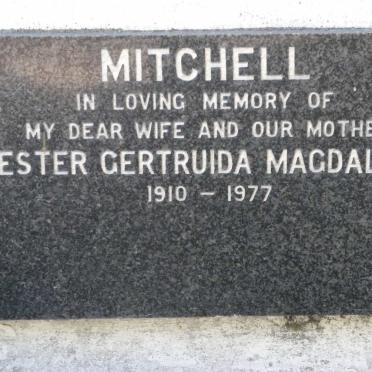 MITCHELL
IN LOVING MEMORY OF
MY DEAR WIFE AND OUR MOTHE
ESTER GERTRUIDA MAGDAL
1910 – 1977